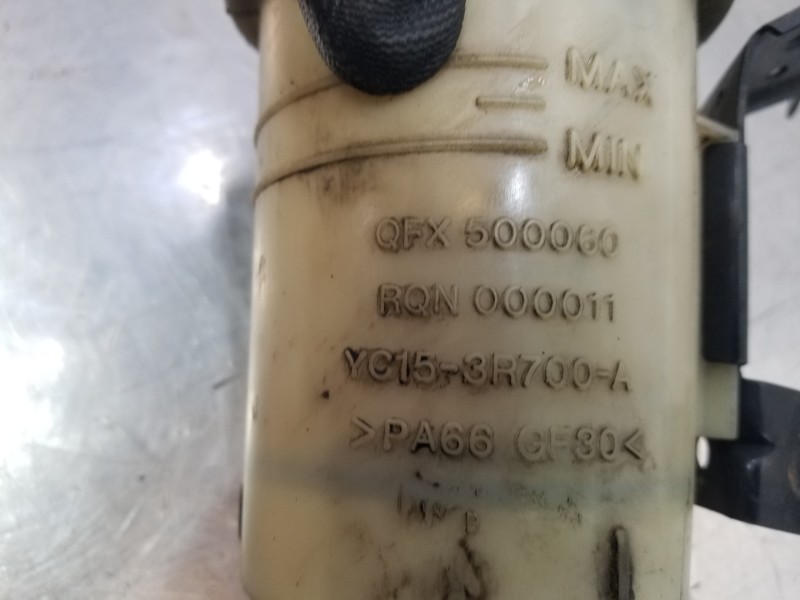 MAX
MIN
QFX 500060
RQN 000011
YC15-3R700-A
>PA66 GF30<